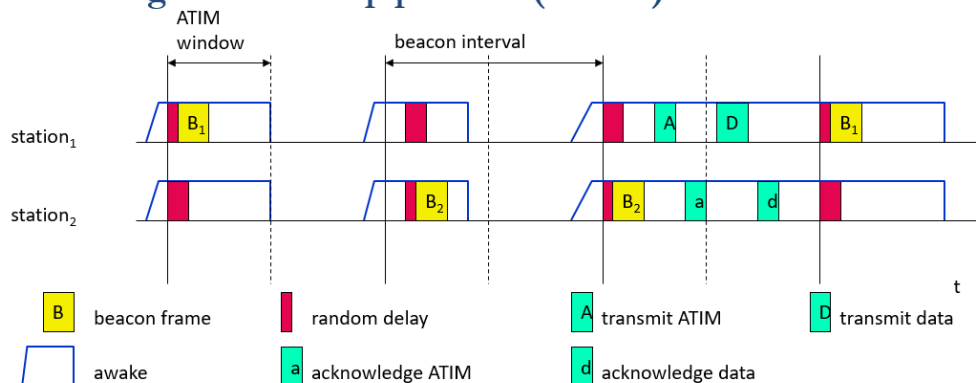 ATIM
window
beacon interval
station1
B1
A
D
B1
station2
B2
B2
a
d
t
B beacon frame
random delay
A transmit ATIM
D transmit data
awake
a acknowledge ATIM
d acknowledge data